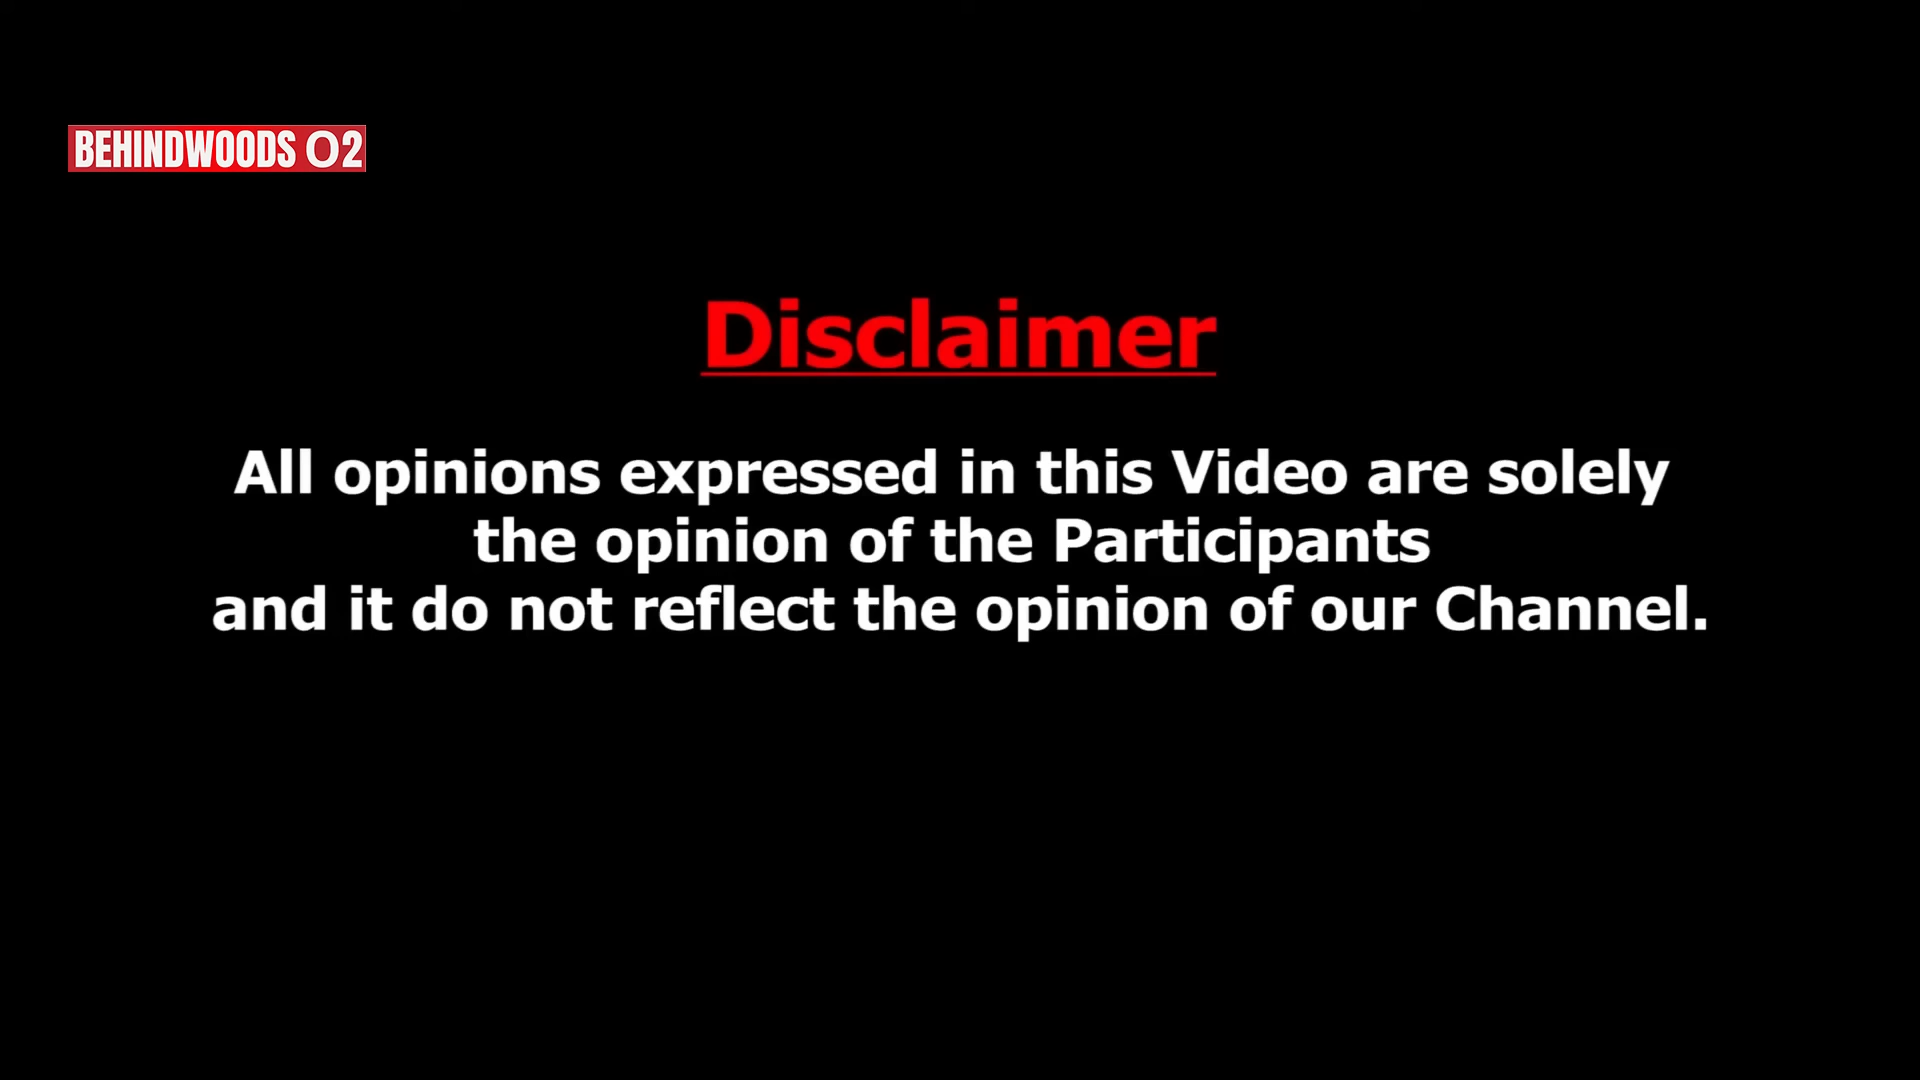 BEHINDWOODS O2
Disclaimer
All opinions expressed in this Video are solely
the opinion of the Participants
and it do not reflect the opinion of our Channel.